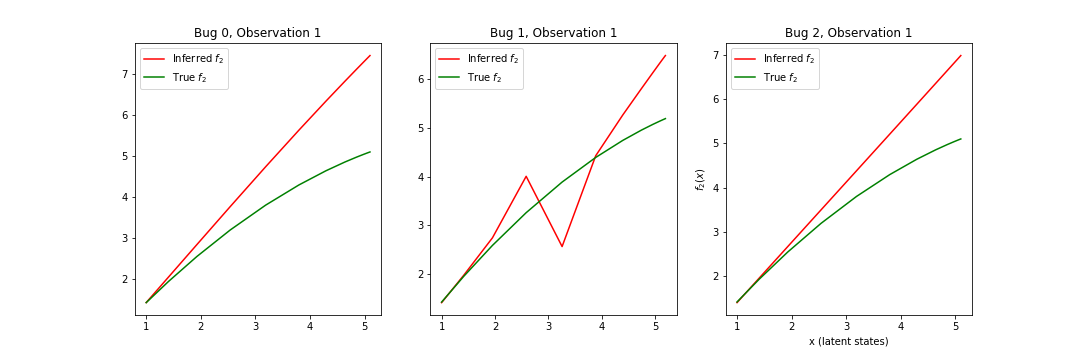 Bug 0, Observation 1
Inferred f₂
True f₂
7
6
5
4
3
2
1 2 3 4 5
Bug 1, Observation 1
Inferred f₂
True f₂
6
5
4
3
2
1 2 3 4 5
Bug 2, Observation 1
Inferred f₂
True f₂
f₂(x)
7
6
5
4
3
2
1 2 3 4 5
x (latent states)